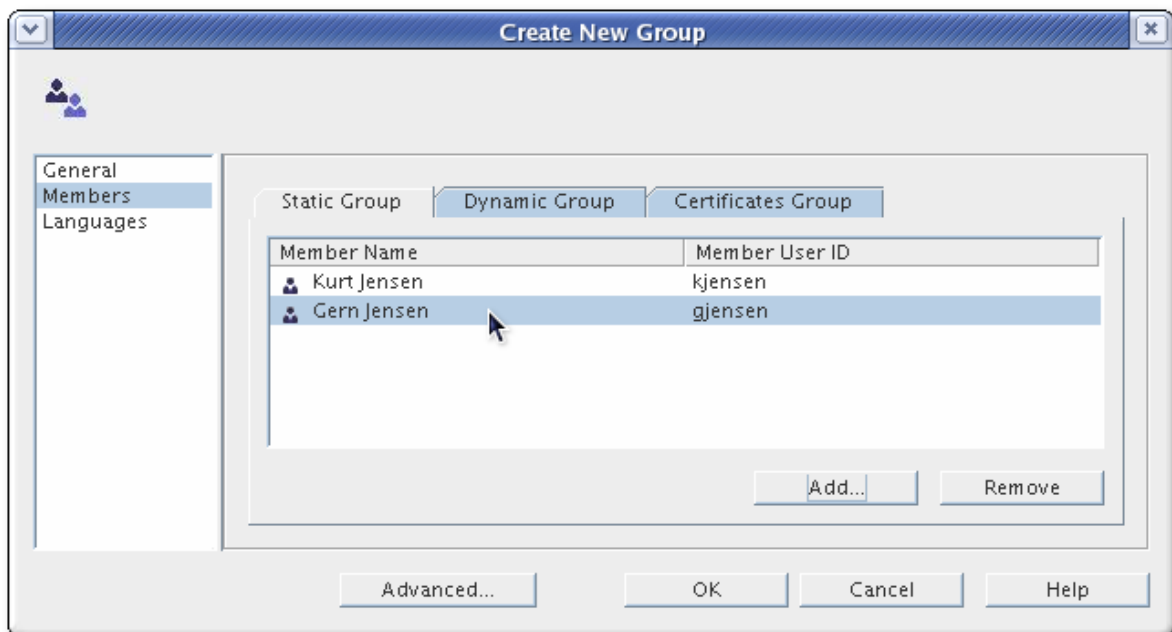 Create New Group
General
Members
Languages
Static Group Dynamic Group Certificates Group
Member Name Member User ID
Kurt Jensen kjensen
Gern Jensen gjensen
Add... Remove
Advanced... OK Cancel Help